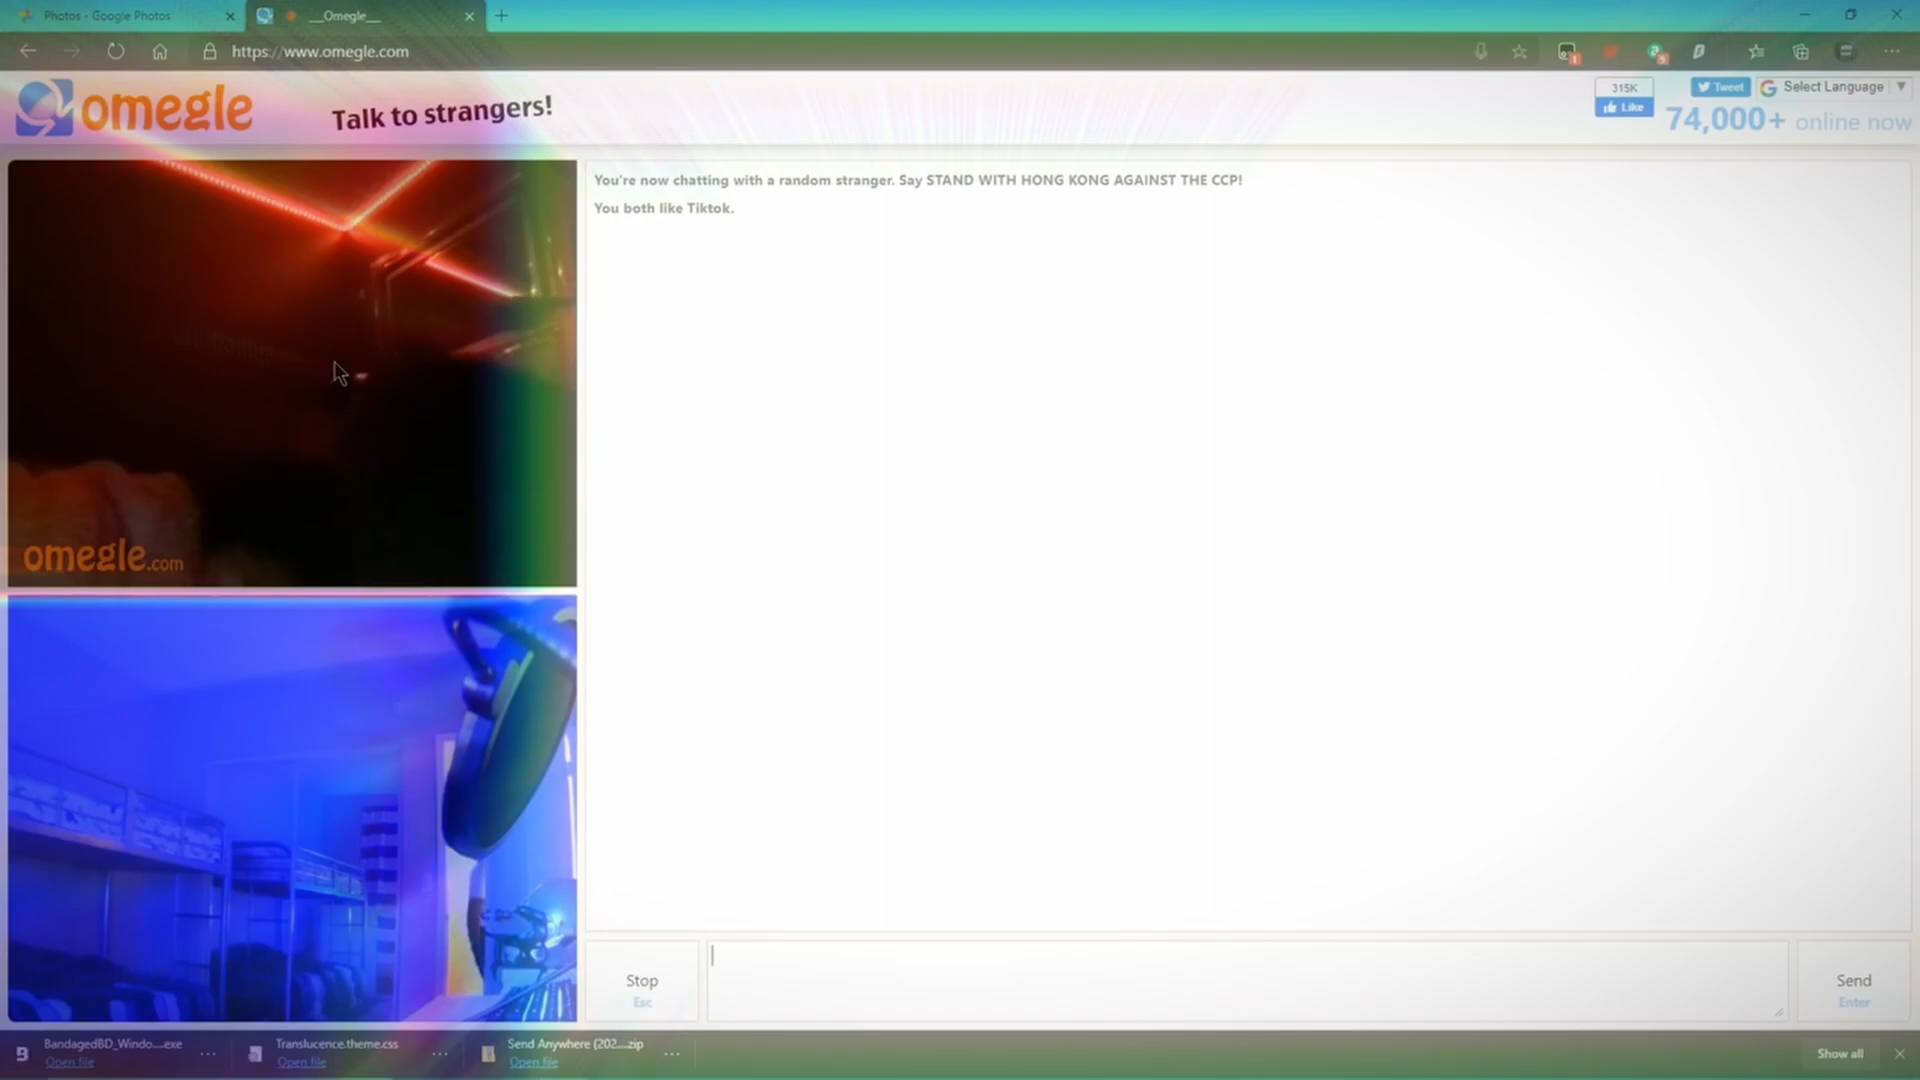 Photos - Google Photos
__Omegle__
https://www.omegle.com
omegle
Talk to strangers!
315K
Like
Tweet
Select Language
74,000+ online now
You're now chatting with a random stranger. Say STAND WITH HONG KONG AGAINST THE CCP!
You both like Tiktok.
omegle.com
Stop
Esc
Send
Enter
BandagedBD_Windo....exe
Open file
Translucence.theme.css
Open file
Send Anywhere (202....zip
Open file
Show all